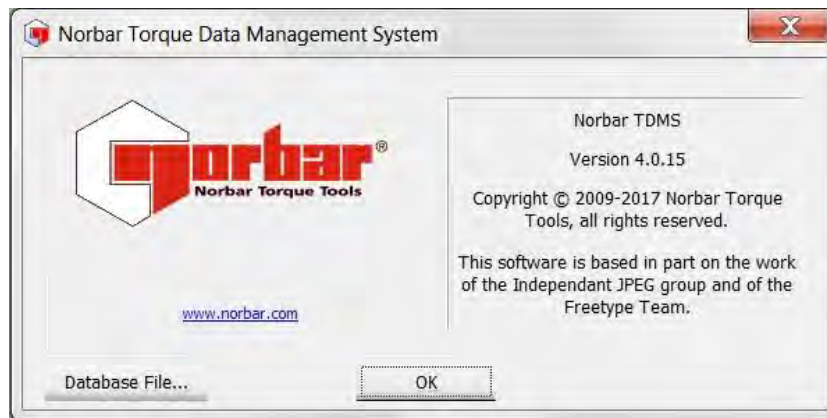 Norbar Torque Data Management System
norbar®
Norbar Torque Tools
www.norbar.com
Norbar TDMS
Version 4.0.15
Copyright © 2009-2017 Norbar Torque
Tools, all rights reserved.
This software is based in part on the work
of the Independant JPEG group and of the
Freetype Team.
Database File...
OK